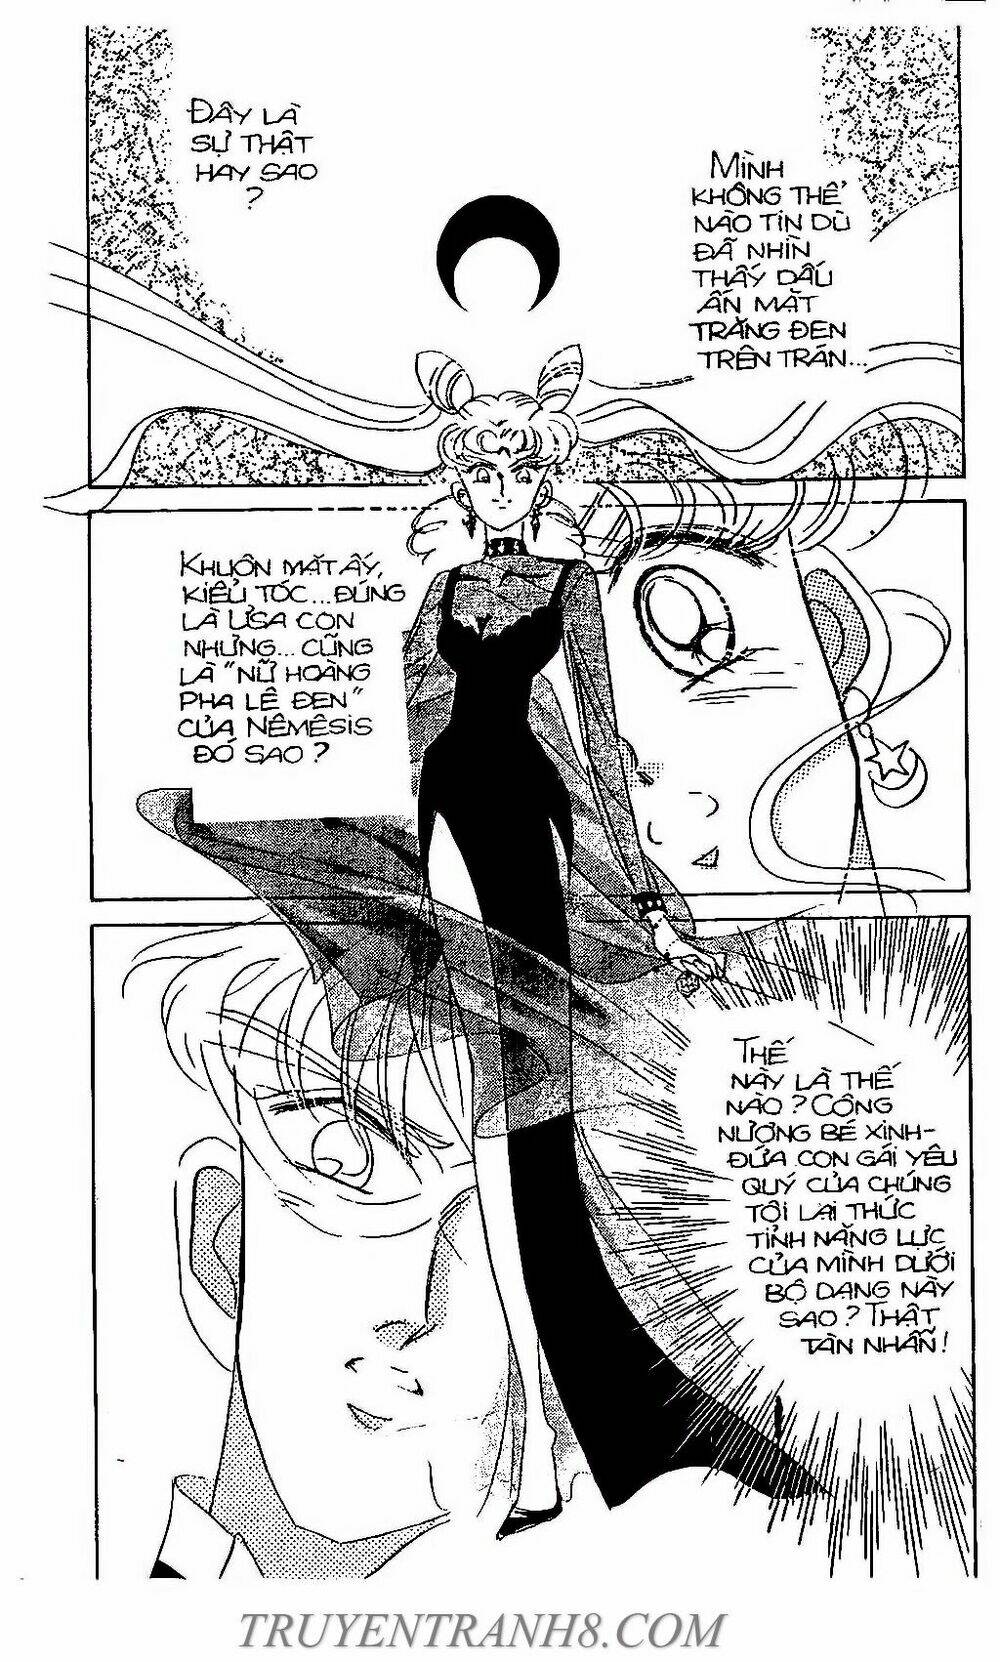 ĐÂY LÀ
SỰ THẬT
HAY SAO
?
MÌNH
KHÔNG THỂ
NÀO TIN DÙ
ĐÃ NHÌN
THẤY DẤU
ẤN MẶT
TRĂNG ĐEN
TRÊN TRÁN...
KHUÔN MẶT ẤY,
KIỂU TÓC...ĐÚNG
LÀ ƯSA CON
NHƯNG... CŨNG
LÀ "NỮ HOÀNG
PHA LÊ ĐEN"
CỦA NÊMÊSIS
ĐÓ SAO?
THẾ
NÀY LÀ THẾ
NÀO? CÔNG
NƯƠNG BÉ XINH-
ĐỨA CON GÁI YÊU
QUÝ CỦA CHÚNG
TÔI LẠI THỨC
TỈNH NĂNG LỰC
CỦA MÌNH DƯỚI
BỘ DẠNG NÀY
SAO? THẬT
TÀN NHẪN!
TRUYENTRANH8.COM